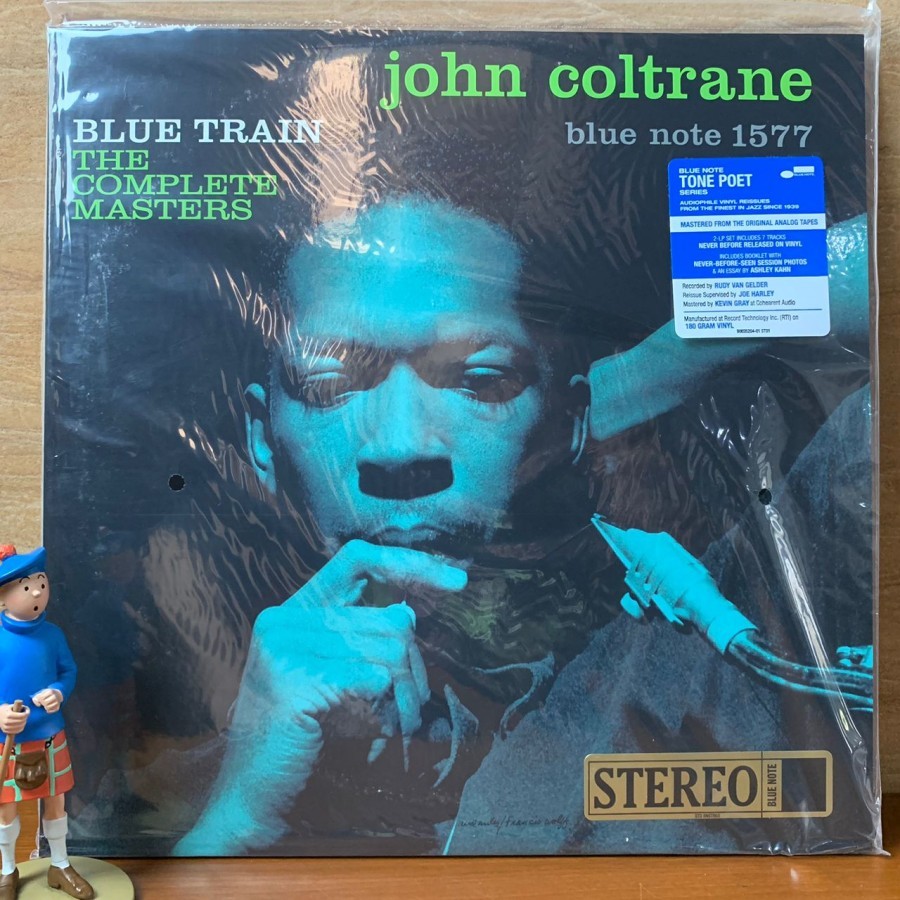 john coltrane
BLUE TRAIN
THE
COMPLETE
MASTERS
blue note 1577
BLUE NOTE
TONE POET
SERIES
BLUE NOTE
AUDIOPHILE VINYL REISSUES
FROM THE FINEST IN JAZZ SINCE 1939
MASTERED FROM THE ORIGINAL ANALOG TAPES
2-LP SET INCLUDES 7 TRACKS
NEVER BEFORE RELEASED ON VINYL
INCLUDES BOOKLET WITH
NEVER-BEFORE-SEEN SESSION PHOTOS
& AN ESSAY BY ASHLEY KAHN
Recorded by RUDY VAN GELDER
Reissue Supervised by JOE HARLEY
Mastered by KEVIN GRAY at Cohearent Audio
Manufactured at Record Technology Inc. (RTI) on
180 GRAM VINYL
STEREO
BLUE NOTE